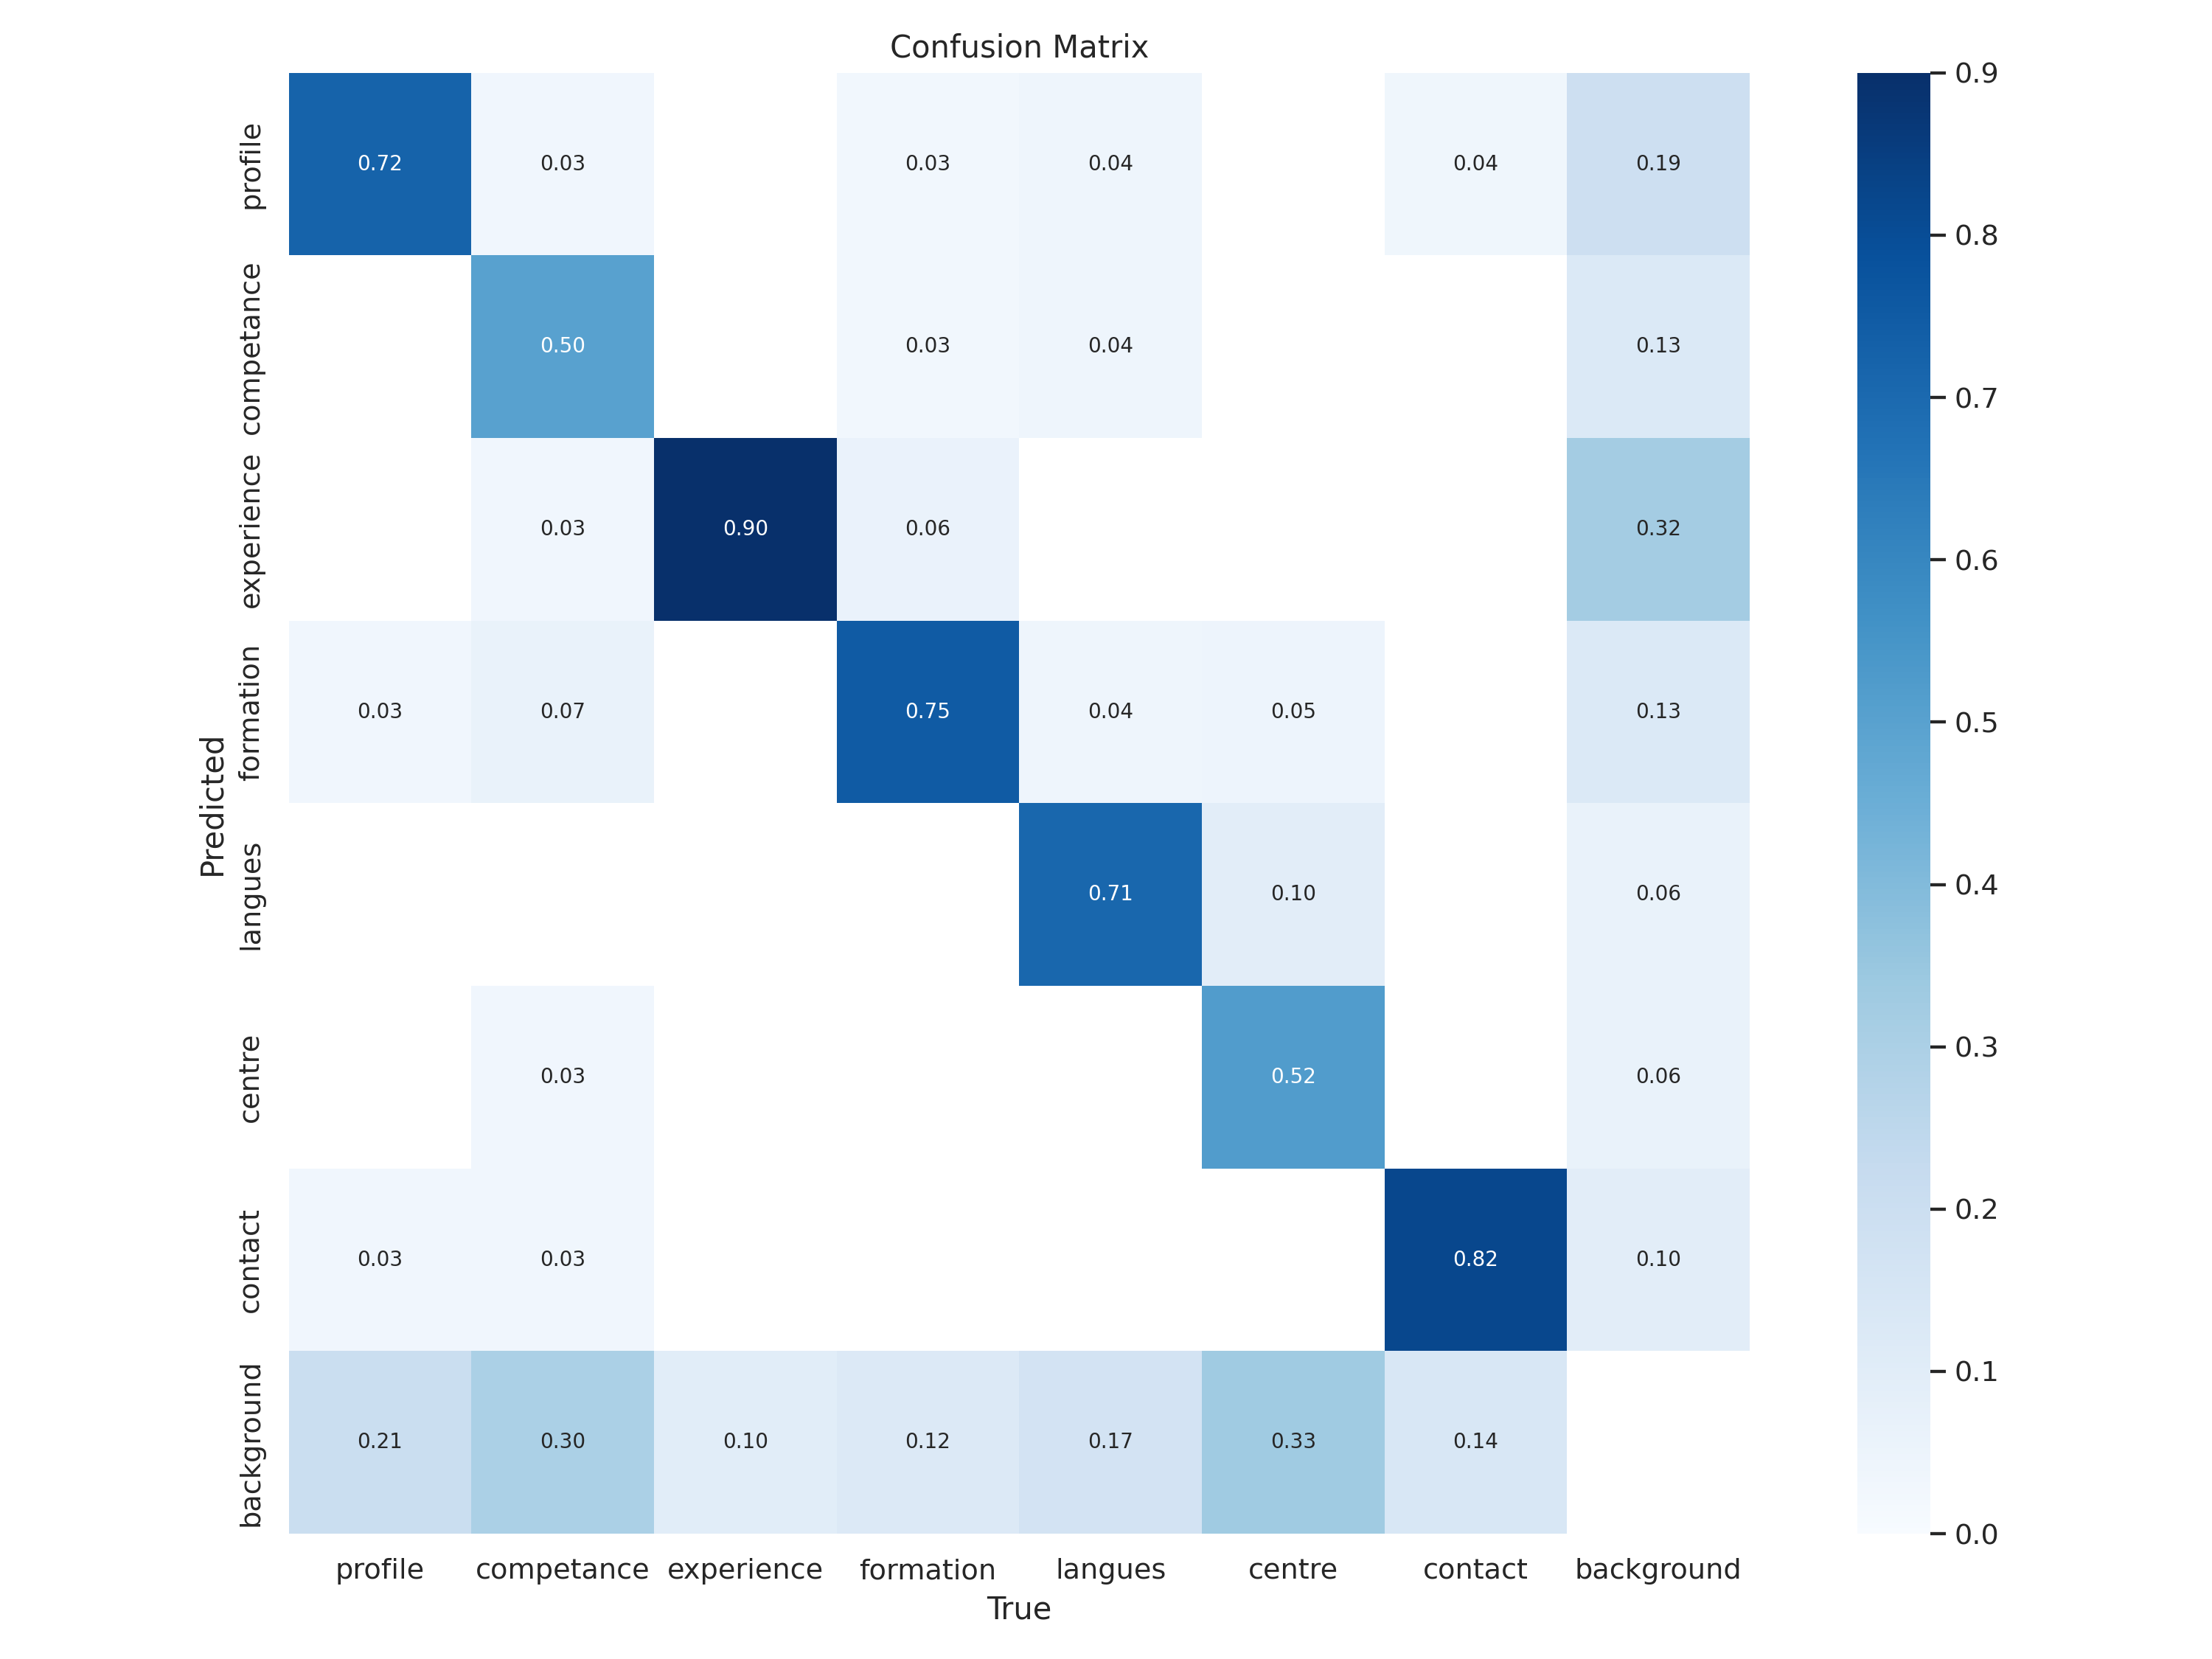 Confusion Matrix
Predicted
profile 0.72 0.03 0.03 0.04 0.04 0.19
competance 0.50 0.03 0.04 0.13
experience 0.03 0.90 0.06 0.32
formation 0.03 0.07 0.75 0.04 0.05 0.13
langues 0.71 0.10 0.06
centre 0.03 0.52 0.06
contact 0.03 0.03 0.82 0.10
background 0.21 0.30 0.10 0.12 0.17 0.33 0.14
profile competance experience formation langues centre contact background
True
0.9
0.8
0.7
0.6
0.5
0.4
0.3
0.2
0.1
0.0